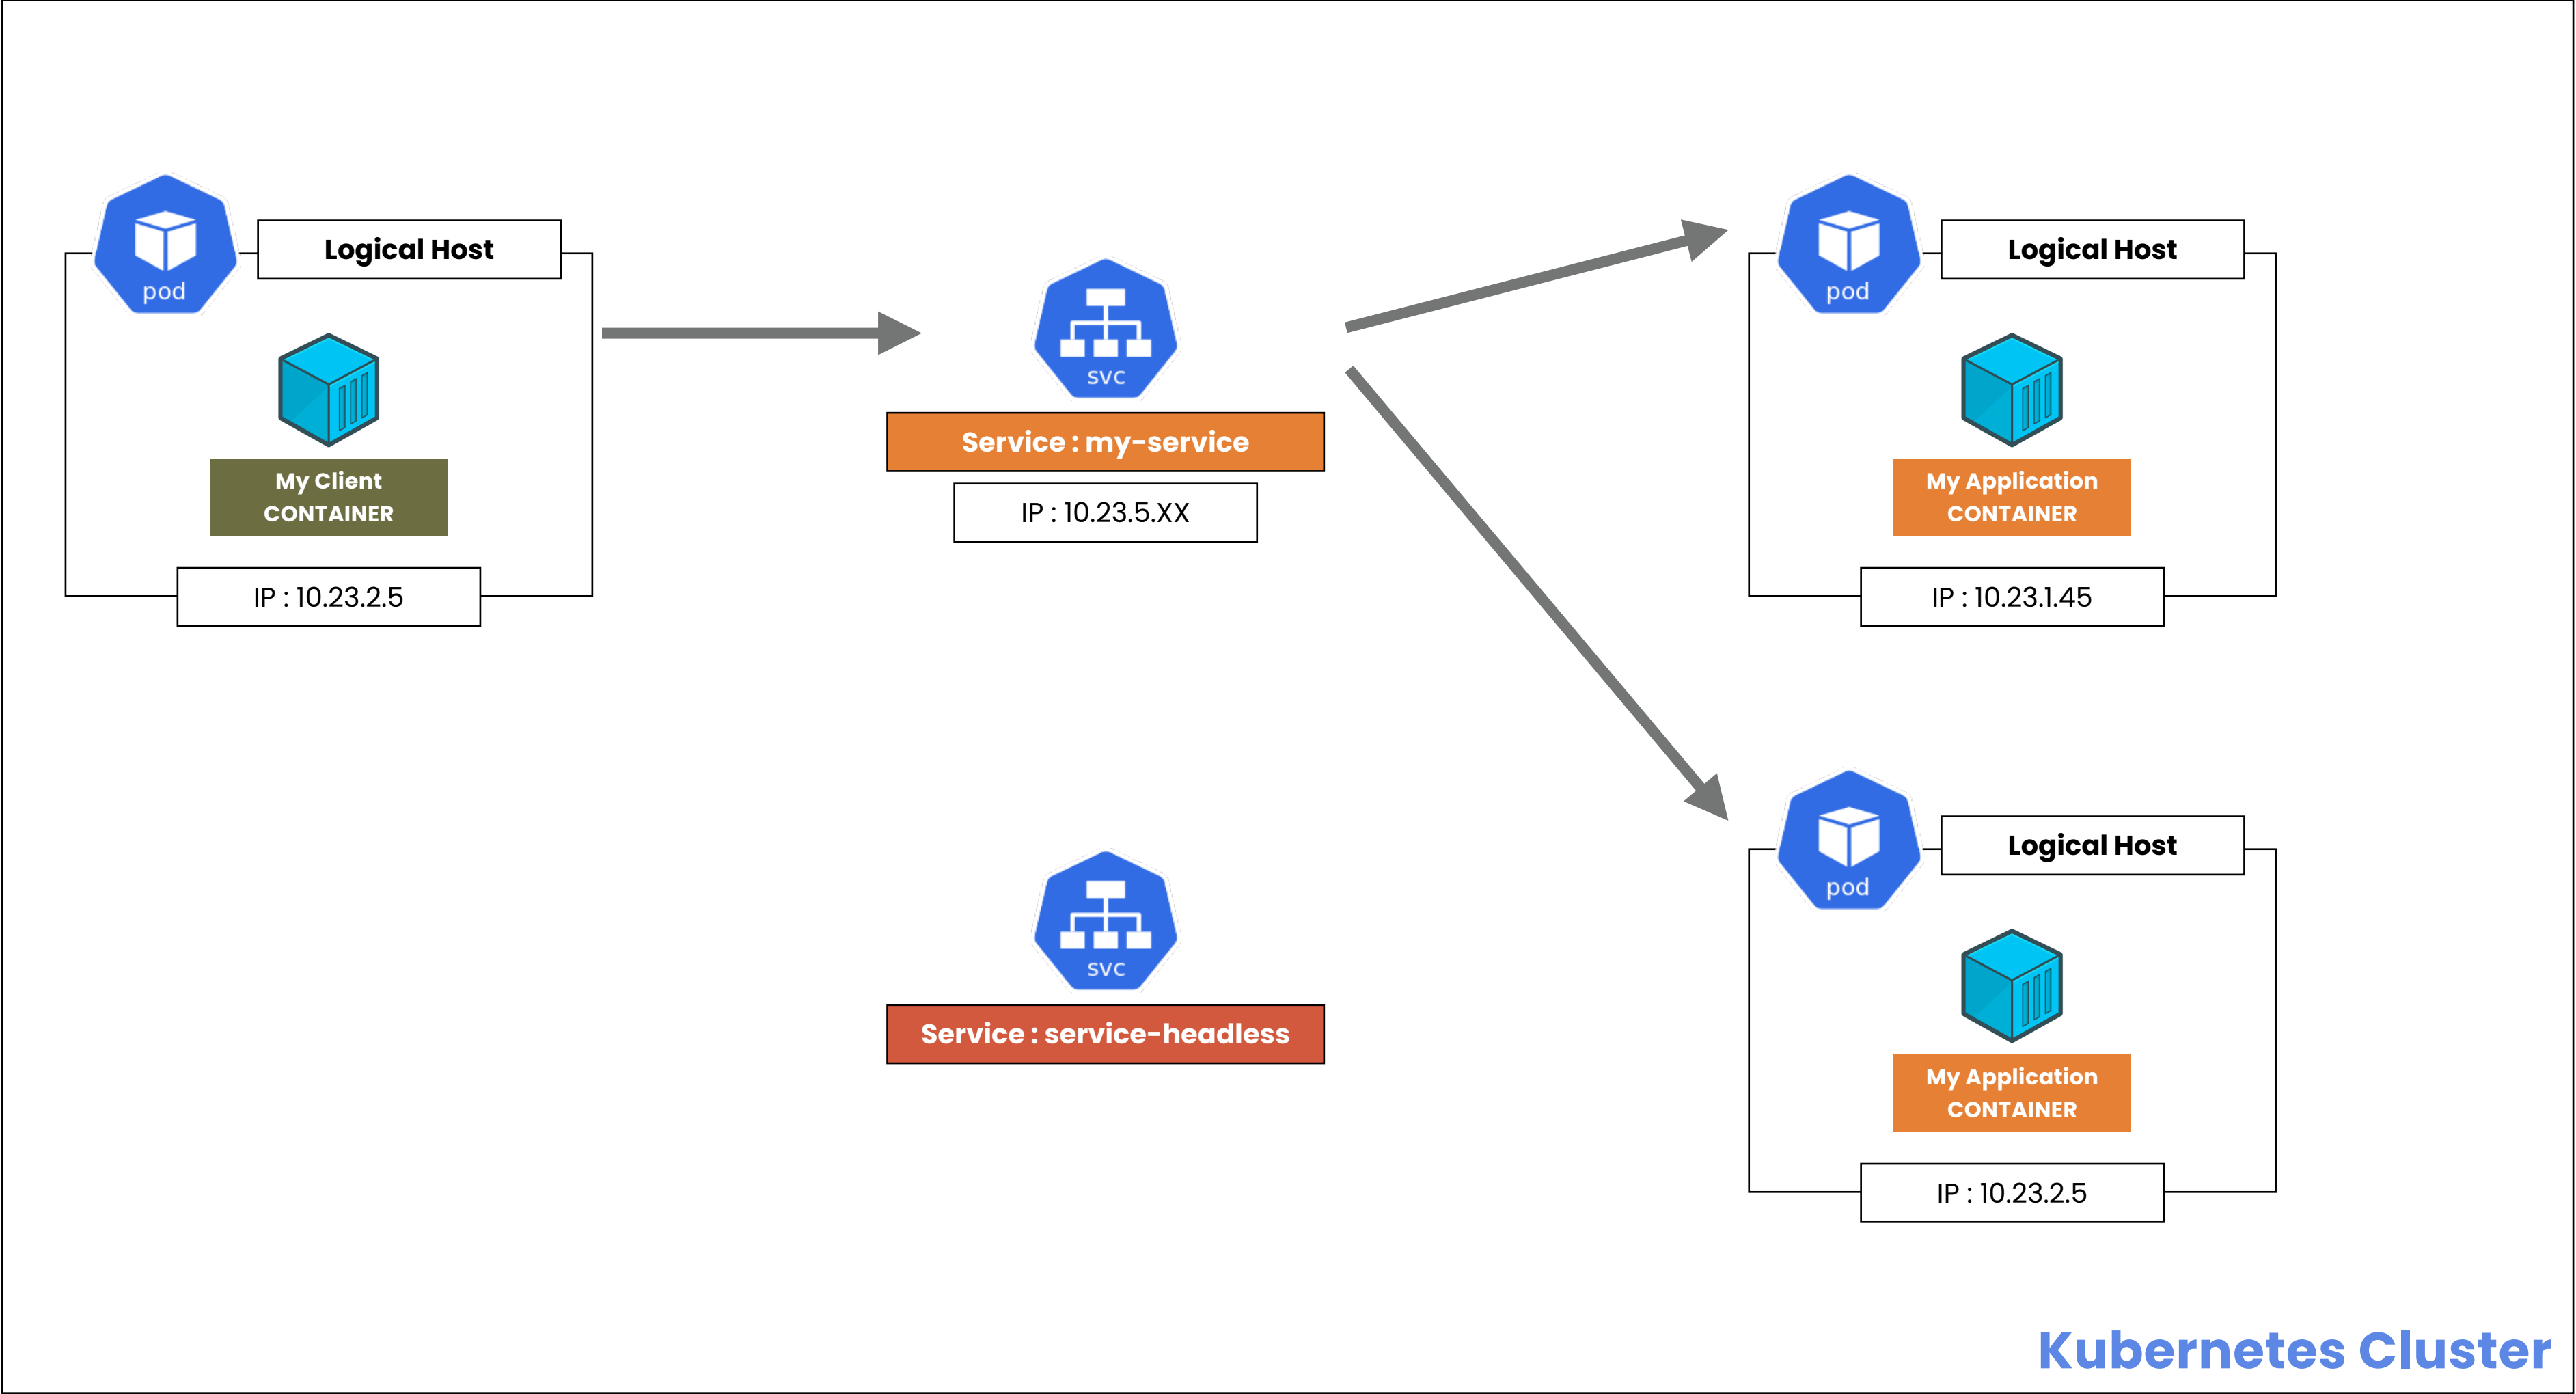 pod
Logical Host
My Client
CONTAINER
IP : 10.23.2.5
svc
Service : my-service
IP : 10.23.5.XX
pod
Logical Host
My Application
CONTAINER
IP : 10.23.1.45
svc
Service : service-headless
pod
Logical Host
My Application
CONTAINER
IP : 10.23.2.5
Kubernetes Cluster